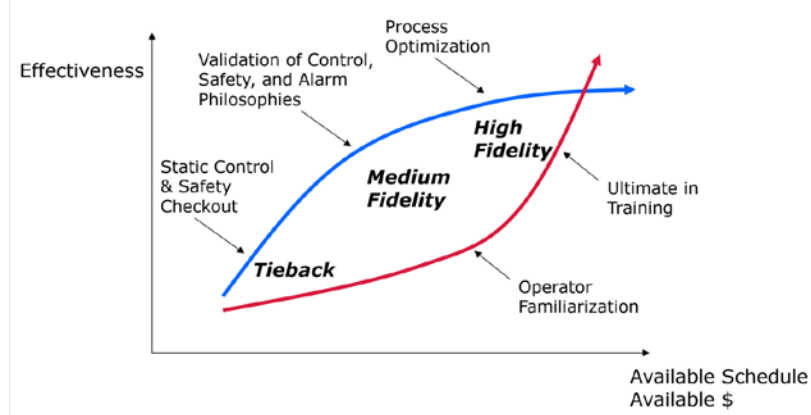 Process
Optimization
Validation of Control,
Safety, and Alarm
Philosophies
Effectiveness
High
Fidelity
Static Control
& Safety
Checkout
Medium
Fidelity
Ultimate in
Training
Tieback
Operator
Familiarization
Available Schedule
Available $